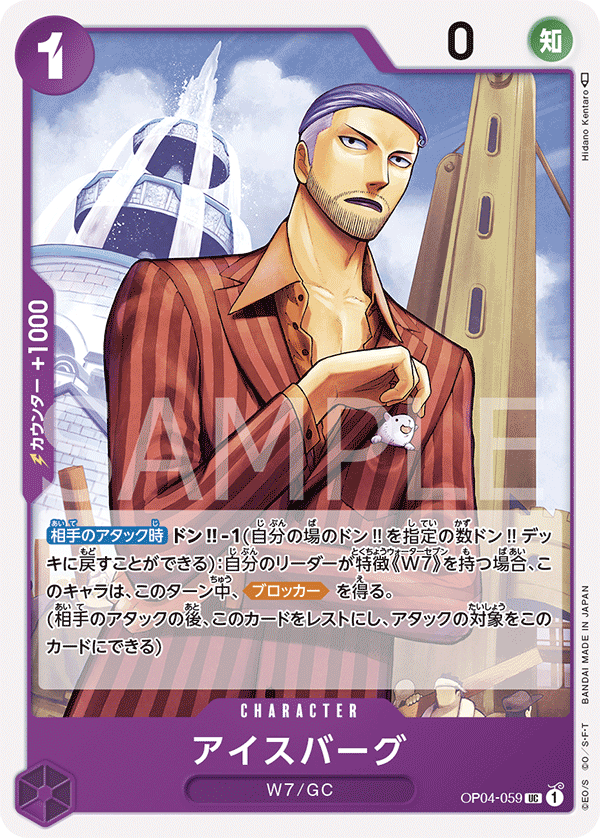 1
0
知
Hidano Kentaro
カウンター +1000
SAMPLE
相手のアタック時 ドン!!-1(自分の場のドン!!を指定の数ドン!!デッ
キに戻すことができる):自分のリーダーが特徴《W7》を持つ場合、こ
のキャラは、このターン中、ブロッカー を得る。
(相手のアタックの後、このカードをレストにし、アタックの対象をこの
カードにできる)
CHARACTER
アイスバーグ
W7/GC
OP04-059 UC 1
©E.O/S ©O/S・F・T BANDAI MADE IN JAPAN